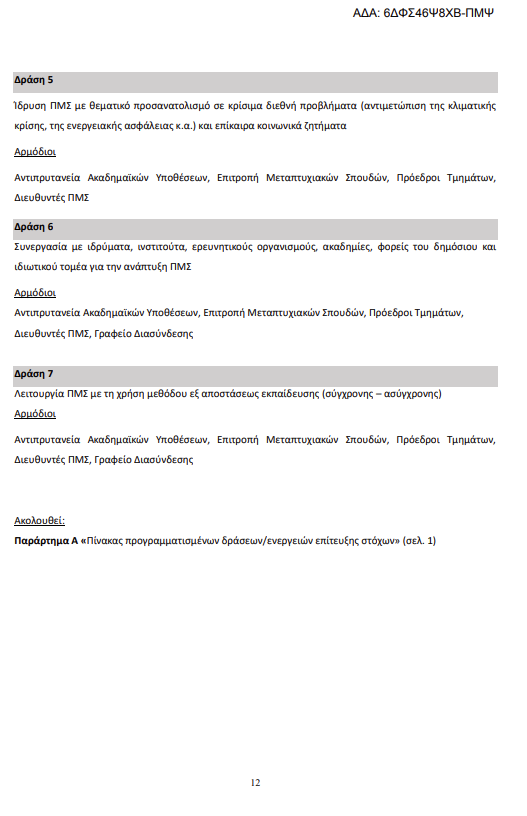 ΑΔΑ: 6ΔΦΣ46Ψ8ΧΒ-ΠΜΨ
Δράση 5
Ίδρυση ΠΜΣ με θεματικό προσανατολισμό σε κρίσιμα διεθνή προβλήματα (αντιμετώπιση της κλιματικής
κρίσης, της ενεργειακής ασφάλειας κ.α.) και επίκαιρα κοινωνικά ζητήματα
Αρμόδιοι
Αντιπρυτανεία Ακαδημαϊκών Υποθέσεων, Επιτροπή Μεταπτυχιακών Σπουδών, Πρόεδροι Τμημάτων,
Διευθυντές ΠΜΣ
Δράση 6
Συνεργασία με ιδρύματα, ινστιτούτα, ερευνητικούς οργανισμούς, ακαδημίες, φορείς του δημόσιου και
ιδιωτικού τομέα για την ανάπτυξη ΠΜΣ
Αρμόδιοι
Αντιπρυτανεία Ακαδημαϊκών Υποθέσεων, Επιτροπή Μεταπτυχιακών Σπουδών, Πρόεδροι Τμημάτων,
Διευθυντές ΠΜΣ, Γραφείο Διασύνδεσης
Δράση 7
Λειτουργία ΠΜΣ με τη χρήση μεθόδου εξ αποστάσεως εκπαίδευσης (σύγχρονης – ασύγχρονης)
Αρμόδιοι
Αντιπρυτανεία Ακαδημαϊκών Υποθέσεων, Επιτροπή Μεταπτυχιακών Σπουδών, Πρόεδροι Τμημάτων,
Διευθυντές ΠΜΣ, Γραφείο Διασύνδεσης
Ακολουθεί:
Παράρτημα Α «Πίνακας προγραμματισμένων δράσεων/ενεργειών επίτευξης στόχων» (σελ. 1)
12